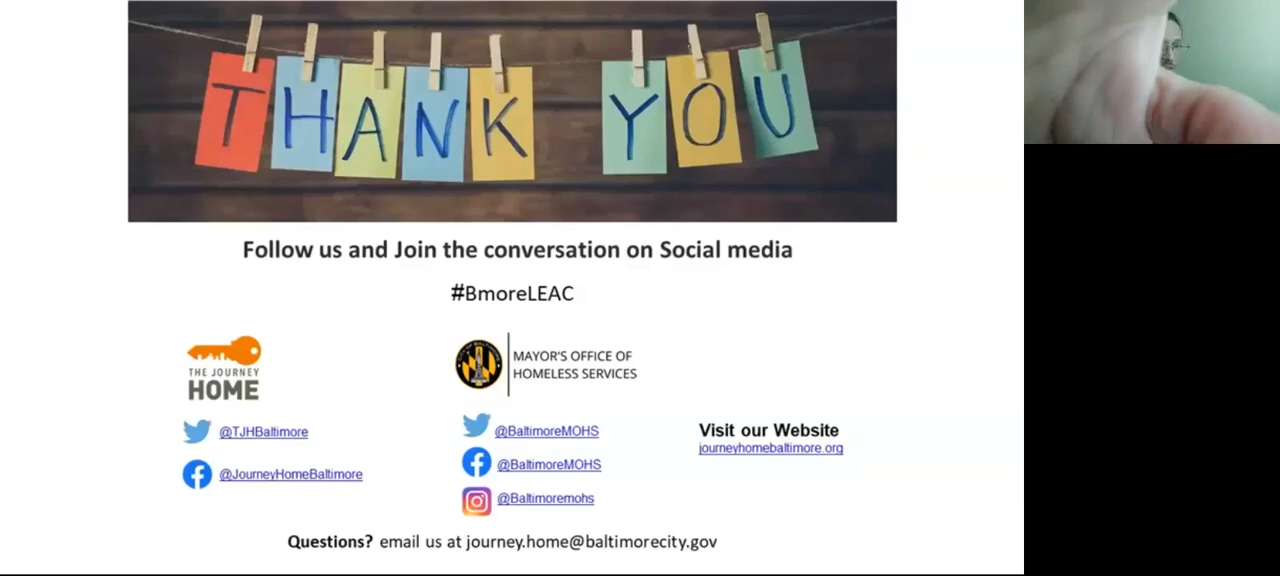 THANK YOU
Follow us and Join the conversation on Social media
#BmoreLEAC
THE JOURNEY
HOME
MAYOR'S OFFICE OF
HOMELESS SERVICES
@TJHBaltimore
@JourneyHomeBaltimore
@BaltimoreMOHS
@BaltimoreMOHS
@Baltimoremohs
Visit our Website
journeyhomebaltimore.org
Questions? email us at journey.home@baltimorecity.gov